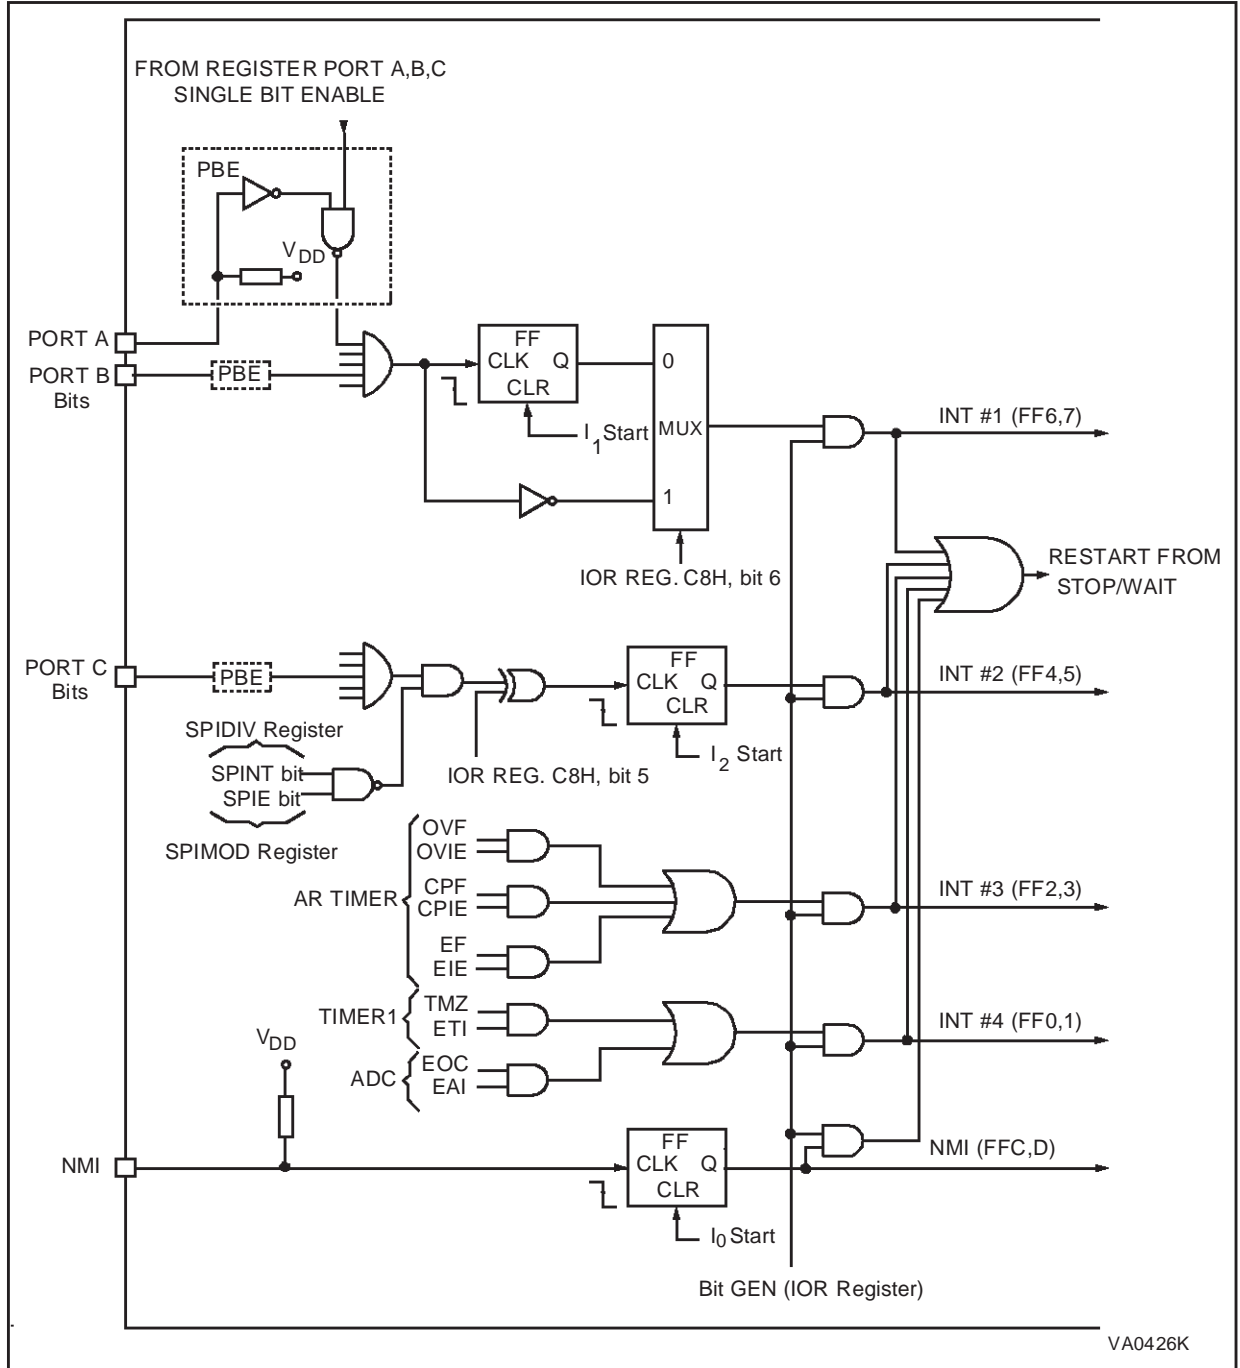 FROM REGISTER PORT A,B,C
SINGLE BIT ENABLE
PBE
VDD
PORT A
PORT B
Bits
PBE
FF
CLK Q
CLR
I1 Start
0
MUX
1
IOR REG. C8H, bit 6
INT #1 (FF6,7)
RESTART FROM
STOP/WAIT
PORT C
Bits
PBE
SPIDIV Register
SPINT bit
SPIE bit
SPIMOD Register
IOR REG. C8H, bit 5
FF
CLK Q
CLR
I2 Start
INT #2 (FF4,5)
AR TIMER
OVF
OVIE
CPF
CPIE
EF
EIE
INT #3 (FF2,3)
TIMER1
TMZ
ETI
ADC
EOC
EAI
INT #4 (FF0,1)
VDD
NMI
FF
CLK Q
CLR
I0 Start
NMI (FFC,D)
Bit GEN (IOR Register)
VA0426K